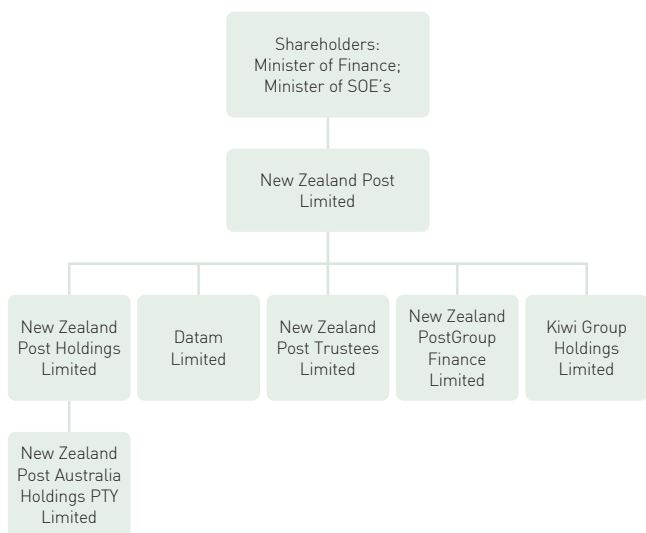 Shareholders:
Minister of Finance;
Minister of SOE's
New Zealand Post
Limited
New Zealand
Post Holdings
Limited
Datam
Limited
New Zealand
Post Trustees
Limited
New Zealand
PostGroup
Finance
Limited
Kiwi Group
Holdings
Limited
New Zealand
Post Australia
Holdings PTY
Limited